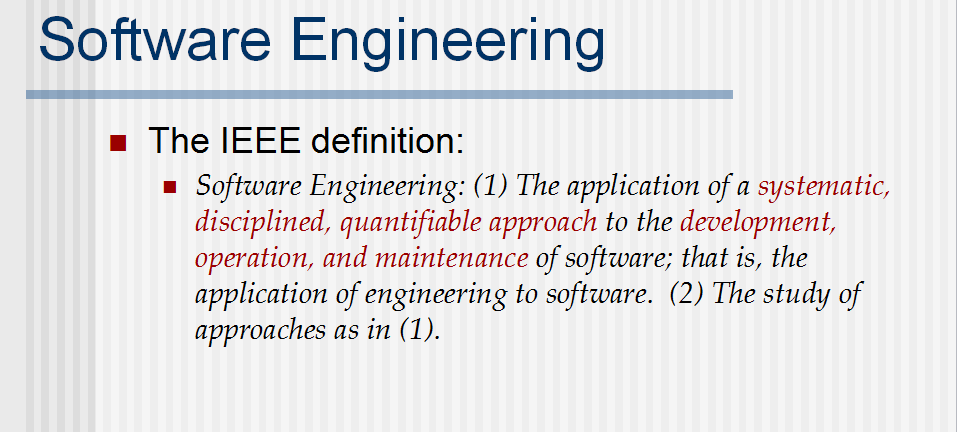 Software Engineering
The IEEE definition:
Software Engineering: (1) The application of a systematic,
disciplined, quantifiable approach to the development,
operation, and maintenance of software; that is, the
application of engineering to software. (2) The study of
approaches as in (1).